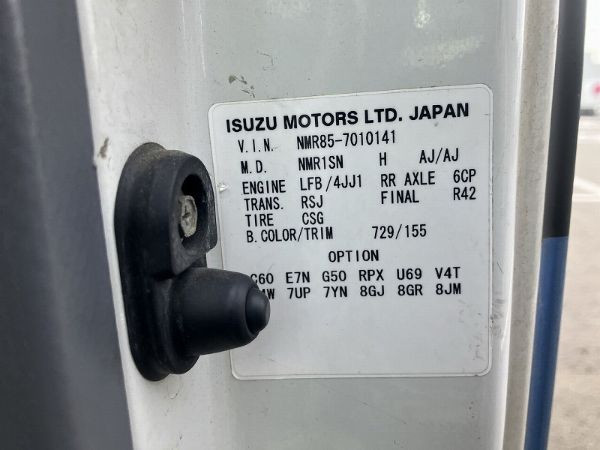 ISUZU MOTORS LTD. JAPAN
V.I.N. NMR85-7010141
M.D. NMR1SN H AJ/AJ
ENGINE LFB/4JJ1 RR AXLE 6CP
TRANS. RSJ FINAL R42
TIRE CSG
B.COLOR/TRIM 729/155
OPTION
E7N G50 RPX U69 V4T
7UP 7YN 8GJ 8GR 8JM